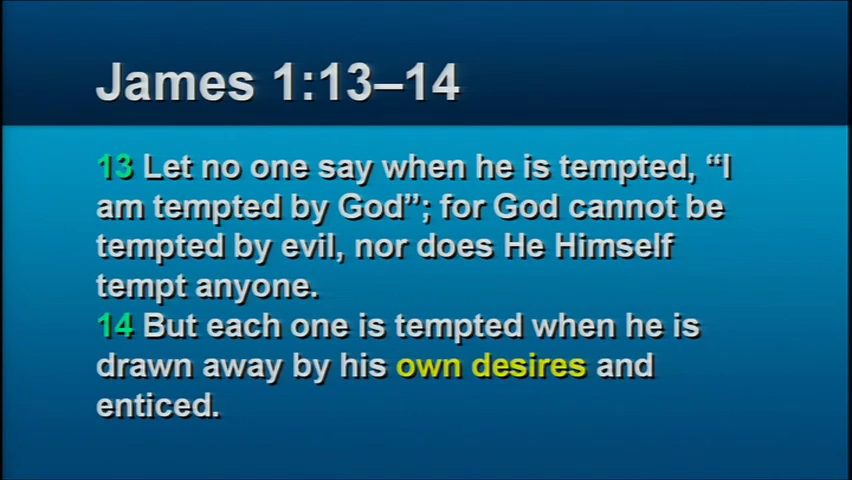 James 1:13–14
13 Let no one say when he is tempted, “I
am tempted by God”; for God cannot be
tempted by evil, nor does He Himself
tempt anyone.
14 But each one is tempted when he is
drawn away by his own desires and
enticed.